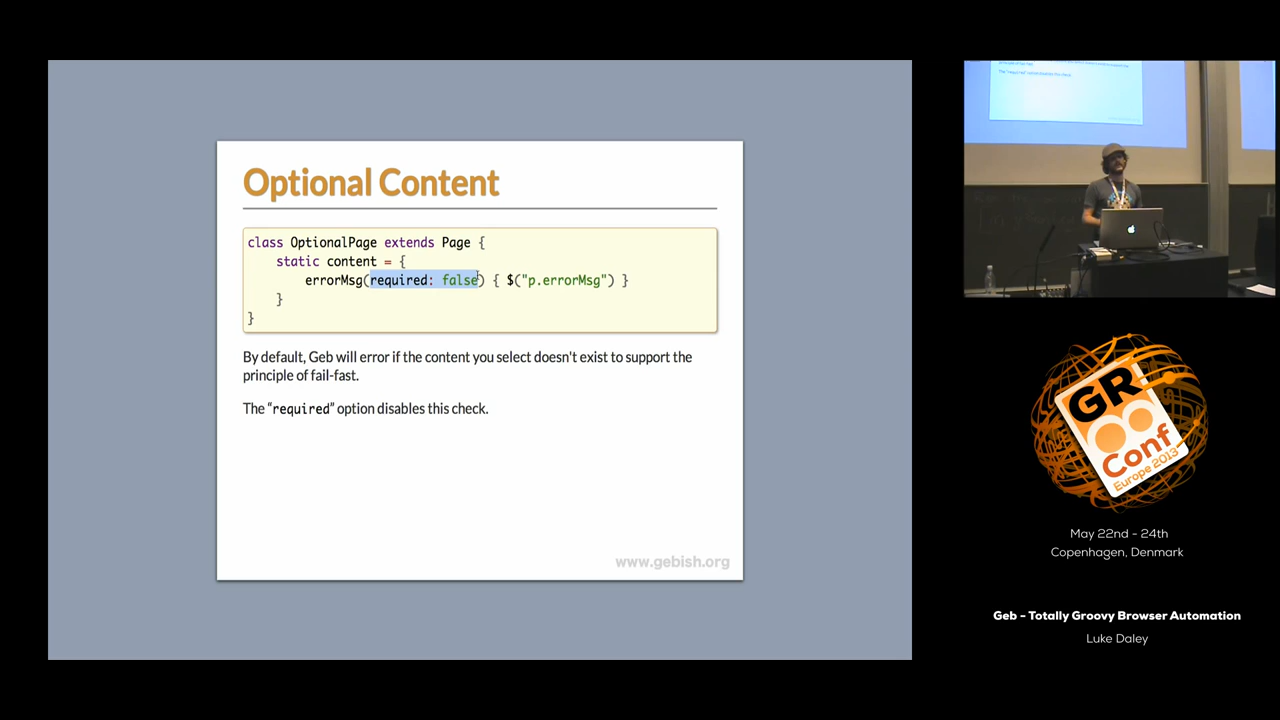 Optional Content
class OptionalPage extends Page {
static content = {
errorMsg(required: false) { $("p.errorMsg") }
}
}
By default, Geb will error if the content you select doesn't exist to support the
principle of fail-fast.
The “required” option disables this check.
www.gebish.org
GR
Conf
Europe 2013
May 22nd - 24th
Copenhagen, Denmark
Geb - Totally Groovy Browser Automation
Luke Daley